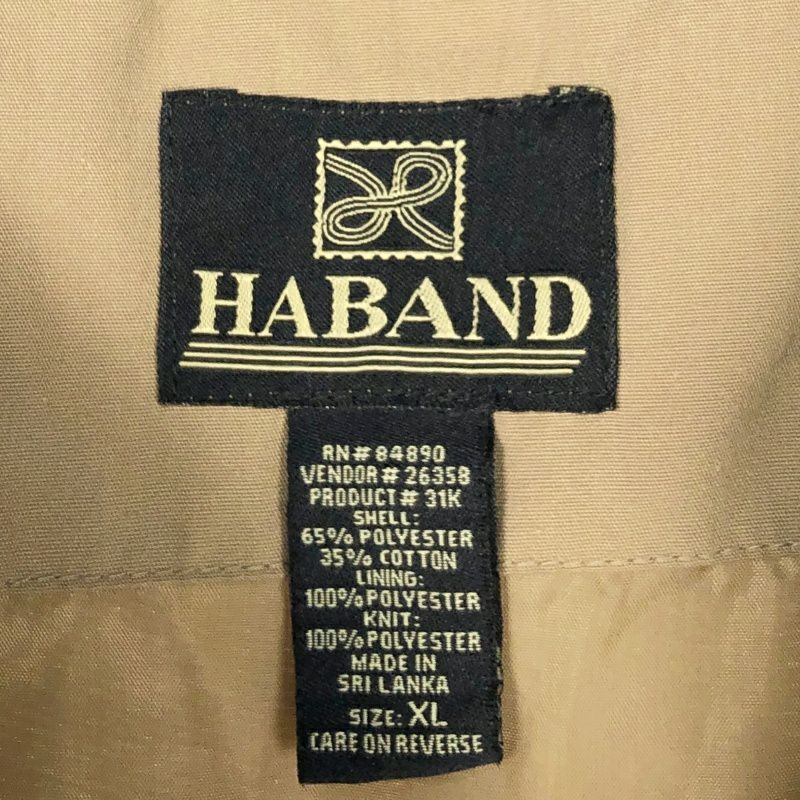 HABAND
RN# 84890
VENDOR# 26358
PRODUCT# 31K
SHELL:
65% POLYESTER
35% COTTON
LINING:
100% POLYESTER
KNIT:
100% POLYESTER
MADE IN
SRI LANKA
SIZE: XL
CARE ON REVERSE